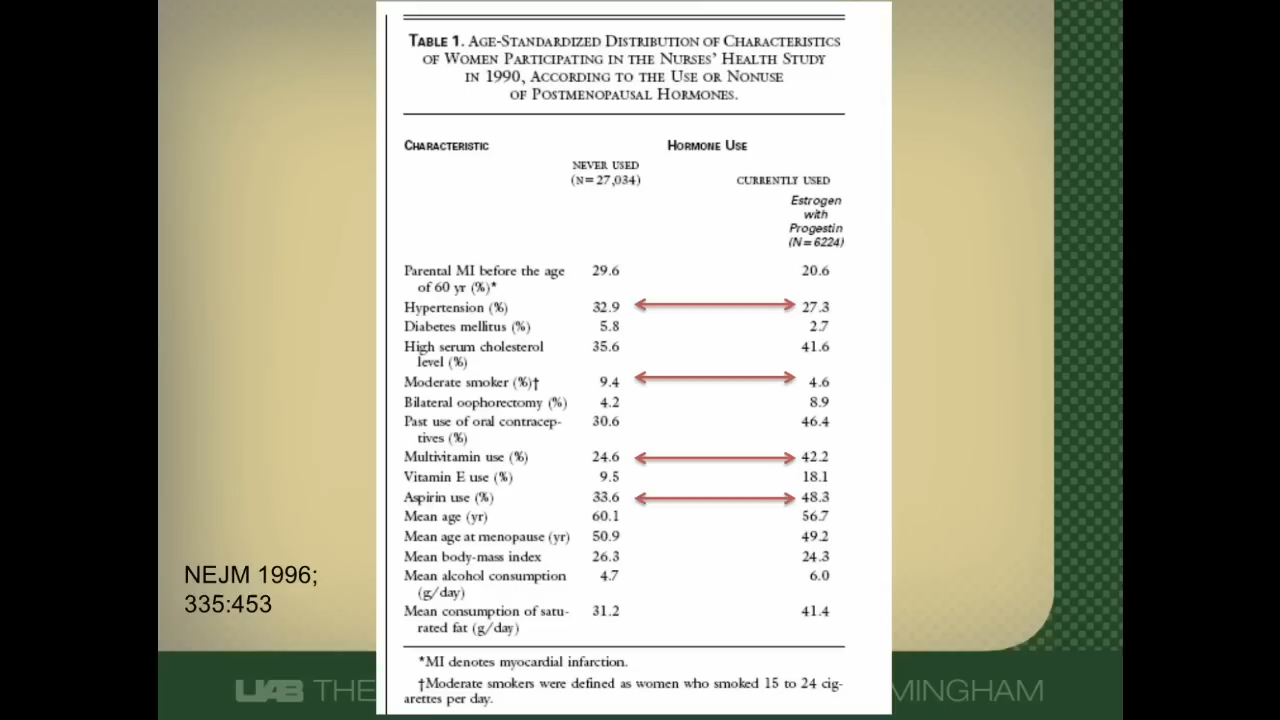 TABLE 1. AGE-STANDARDIZED DISTRIBUTION OF CHARACTERISTICS
OF WOMEN PARTICIPATING IN THE NURSES' HEALTH STUDY
IN 1990, ACCORDING TO THE USE OR NONUSE
OF POSTMENOPAUSAL HORMONES.
CHARACTERISTIC HORMONE USE
NEVER USED
(N=27,034) CURRENTLY USED
Estrogen
with
Progestin
(N=6224)
Parental MI before the age 29.6 20.6
of 60 yr (%)*
Hypertension (%) 32.9 27.3
Diabetes mellitus (%) 5.8 2.7
High serum cholesterol 35.6 41.6
level (%)
Moderate smoker (%)† 9.4 4.6
Bilateral oophorectomy (%) 4.2 8.9
Past use of oral contracep- 30.6 46.4
tives (%)
Multivitamin use (%) 24.6 42.2
Vitamin E use (%) 9.5 18.1
Aspirin use (%) 33.6 48.3
Mean age (yr) 60.1 56.7
Mean age at menopause (yr) 50.9 49.2
Mean body-mass index 26.3 24.3
Mean alcohol consumption 4.7 6.0
(g/day)
Mean consumption of satu- 31.2 41.4
rated fat (g/day)
*MI denotes myocardial infarction.
†Moderate smokers were defined as women who smoked 15 to 24 cig-
arettes per day.
NEJM 1996;
335:453
UAB THE MINGHAM